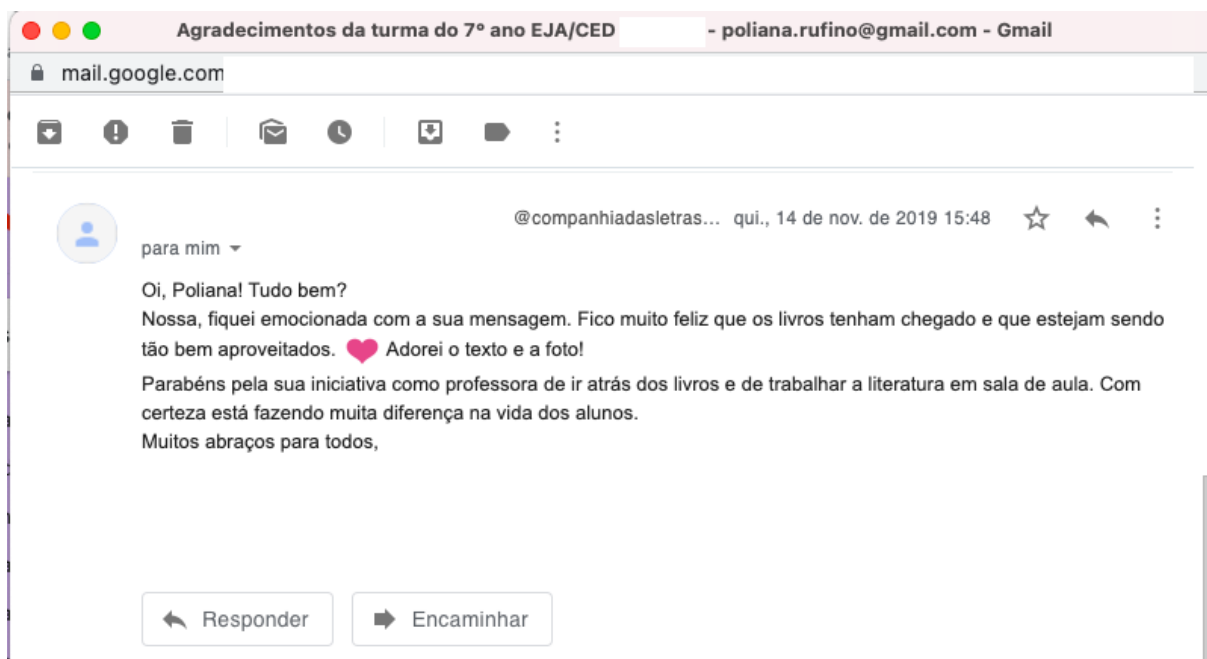 Agradecimentos da turma do 7º ano EJA/CED - poliana.rufino@gmail.com - Gmail
mail.google.com
@companhiadasletras... qui., 14 de nov. de 2019 15:48
para mim
Oi, Poliana! Tudo bem?
Nossa, fiquei emocionada com a sua mensagem. Fico muito feliz que os livros tenham chegado e que estejam sendo
tão bem aproveitados. ❤ Adorei o texto e a foto!
Parabéns pela sua iniciativa como professora de ir atrás dos livros e de trabalhar a literatura em sala de aula. Com
certeza está fazendo muita diferença na vida dos alunos.
Muitos abraços para todos,
Responder Encaminhar